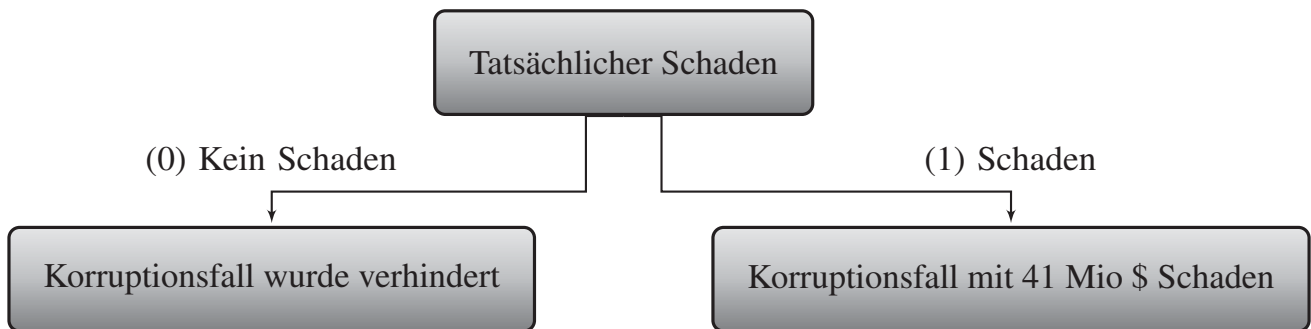 Tatsächlicher Schaden
(0) Kein Schaden
(1) Schaden
Korruptionsfall wurde verhindert
Korruptionsfall mit 41 Mio $ Schaden